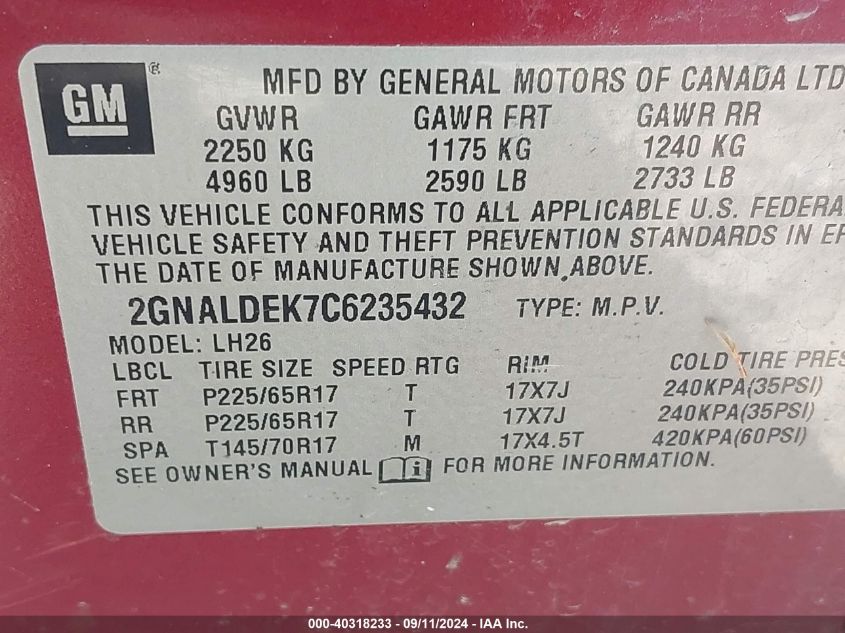 GM®
MFD BY GENERAL MOTORS OF CANADA LTD
GVWR GAWR FRT GAWR RR
2250 KG 1175 KG 1240 KG
4960 LB 2590 LB 2733 LB
THIS VEHICLE CONFORMS TO ALL APPLICABLE U.S. FEDERA
VEHICLE SAFETY AND THEFT PREVENTION STANDARDS IN EF
THE DATE OF MANUFACTURE SHOWN ABOVE.
2GNALDEK7C6235432 TYPE: M.P.V.
MODEL: LH26
LBCL TIRE SIZE SPEED RTG RIM COLD TIRE PRES
FRT P225/65R17 T 17X7J 240KPA(35PSI)
RR P225/65R17 T 17X7J 240KPA(35PSI)
SPA T145/70R17 M 17X4.5T 420KPA(60PSI)
SEE OWNER'S MANUAL FOR MORE INFORMATION.
000-40318233 - 09/11/2024 - IAA Inc.